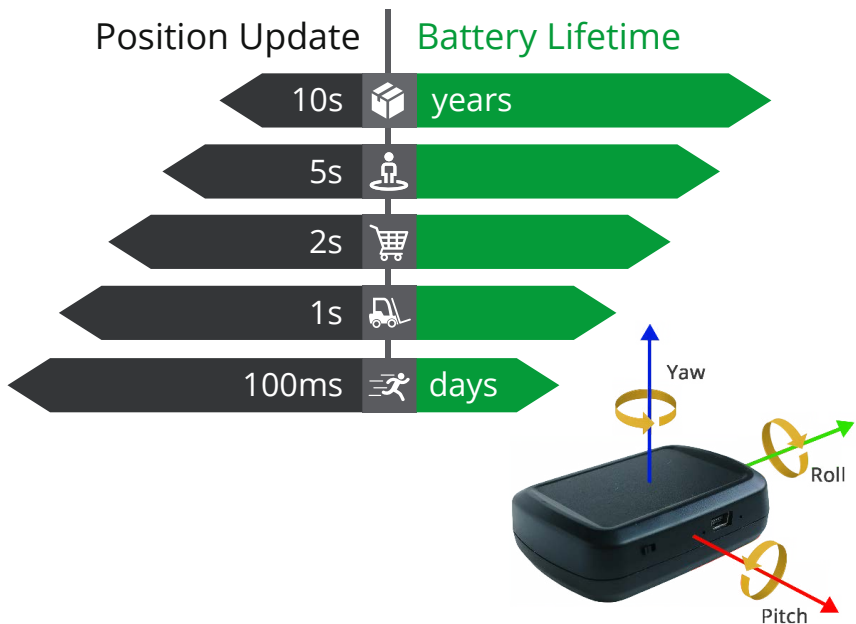 Position Update
Battery Lifetime
10s
years
5s
2s
1s
100ms
days
Yaw
Roll
Pitch